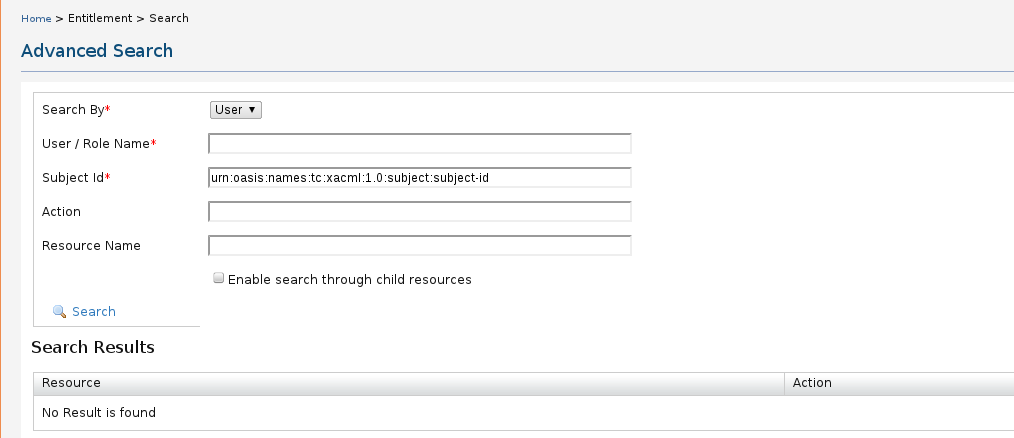 Home > Entitlement > Search
Advanced Search
Search By* User ▼
User / Role Name*
Subject Id* urn:oasis:names:tc:xacml:1.0:subject:subject-id
Action
Resource Name
Enable search through child resources
Search
Search Results
Resource Action
No Result is found